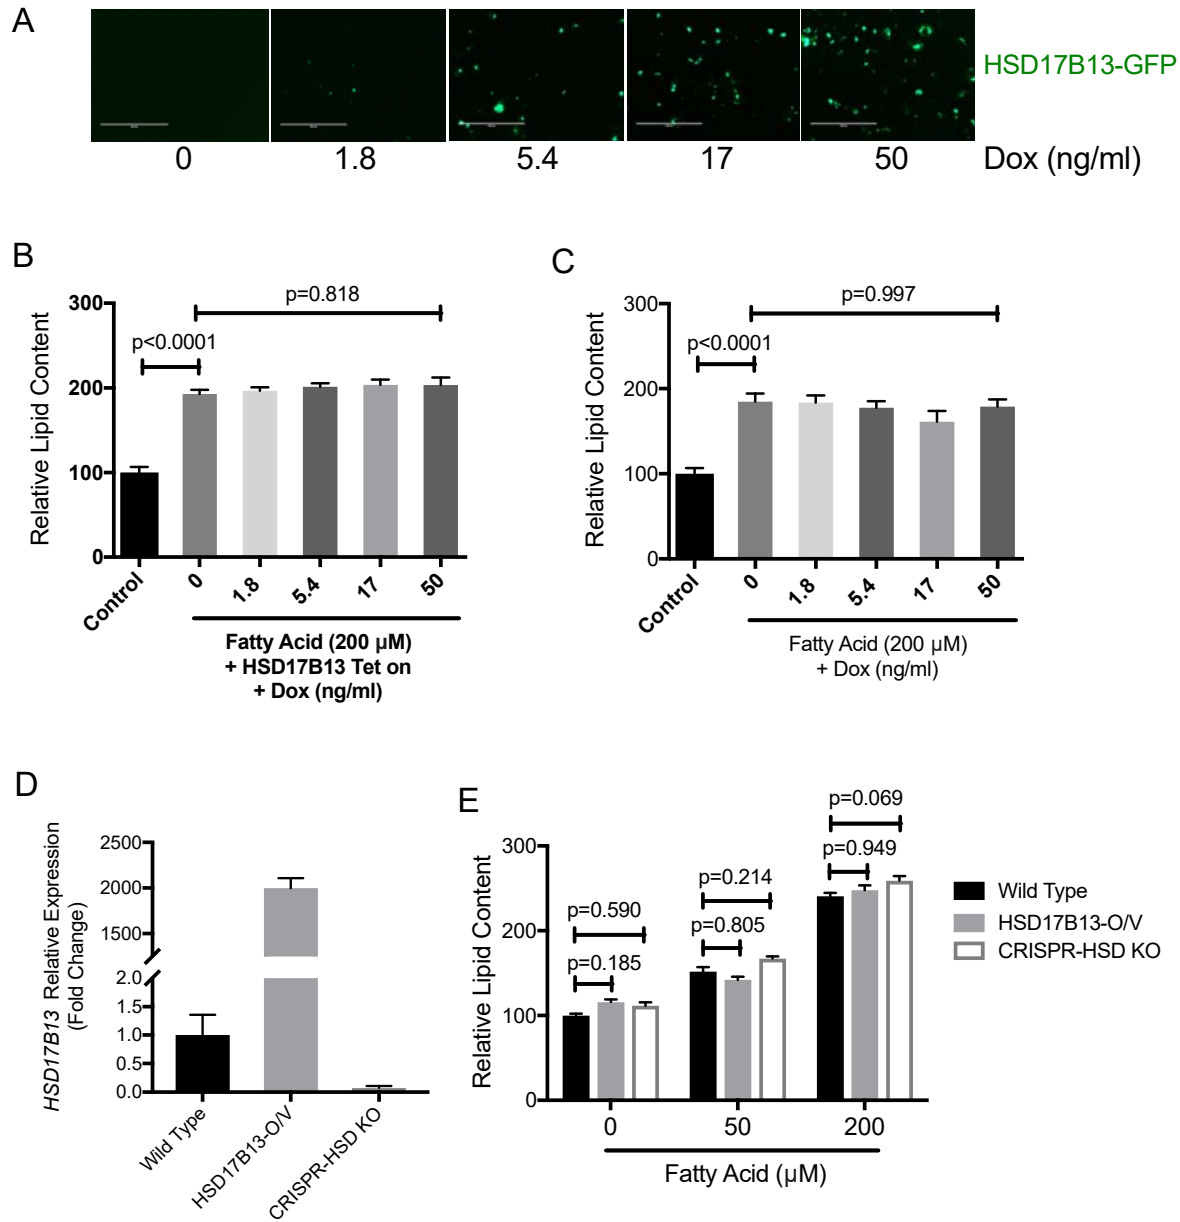 A
HSD17B13-GFP
0 1.8 5.4 17 50 Dox (ng/ml)
B
300
200
100
0
Relative Lipid Content
p=0.818
p<0.0001
Control 0 1.8 5.4 17 50
Fatty Acid (200 µM)
+ HSD17B13 Tet on
+ Dox (ng/ml)
C
300
200
100
0
Relative Lipid Content
p=0.997
p<0.0001
Control 0 1.8 5.4 17 50
Fatty Acid (200 µM)
+ Dox (ng/ml)
D
HSD17B13 Relative Expression
(Fold Change)
2500
2000
1500
2.0
1.5
1.0
0.5
0.0
Wild Type HSD17B13-O/V CRISPR-HSD KO
E
Relative Lipid Content
300
200
100
0
p=0.590
p=0.185
p=0.214
p=0.805
p=0.069
p=0.949
0 50 200
Fatty Acid (µM)
Wild Type
HSD17B13-O/V
CRISPR-HSD KO